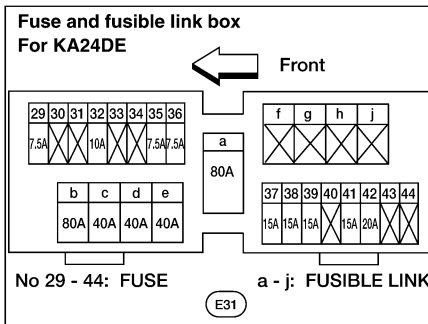 Fuse and fusible link box
For KA24DE
Front
29 30 31 32 33 34 35 36
7.5A 10A 7.5A 7.5A
a
80A
f g h j
b c d e
80A 40A 40A 40A
37 38 39 40 41 42 43 44
15A 15A 15A 15A 20A
No 29 - 44: FUSE
a - j: FUSIBLE LINK
E31